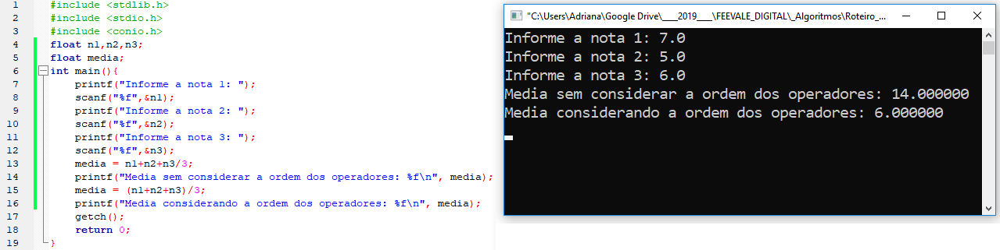 1 #include <stdlib.h>
2 #include <stdio.h>
3 #include <conio.h>
4 float n1,n2,n3;
5 float media;
6 int main(){
7 printf("Informe a nota 1: ");
8 scanf("%f",&n1);
9 printf("Informe a nota 2: ");
10 scanf("%f",&n2);
11 printf("Informe a nota 3: ");
12 scanf("%f",&n3);
13 media = n1+n2+n3/3;
14 printf("Media sem considerar a ordem dos operadores: %f\n", media);
15 media = (n1+n2+n3)/3;
16 printf("Media considerando a ordem dos operadores: %f\n", media);
17 getch();
18 return 0;
19 }
"C:\Users\Adriana\Google Drive\___2019___\FEEVALE_DIGITAL\_Algoritmos\Roteiro_...
Informe a nota 1: 7.0
Informe a nota 2: 5.0
Informe a nota 3: 6.0
Media sem considerar a ordem dos operadores: 14.000000
Media considerando a ordem dos operadores: 6.000000